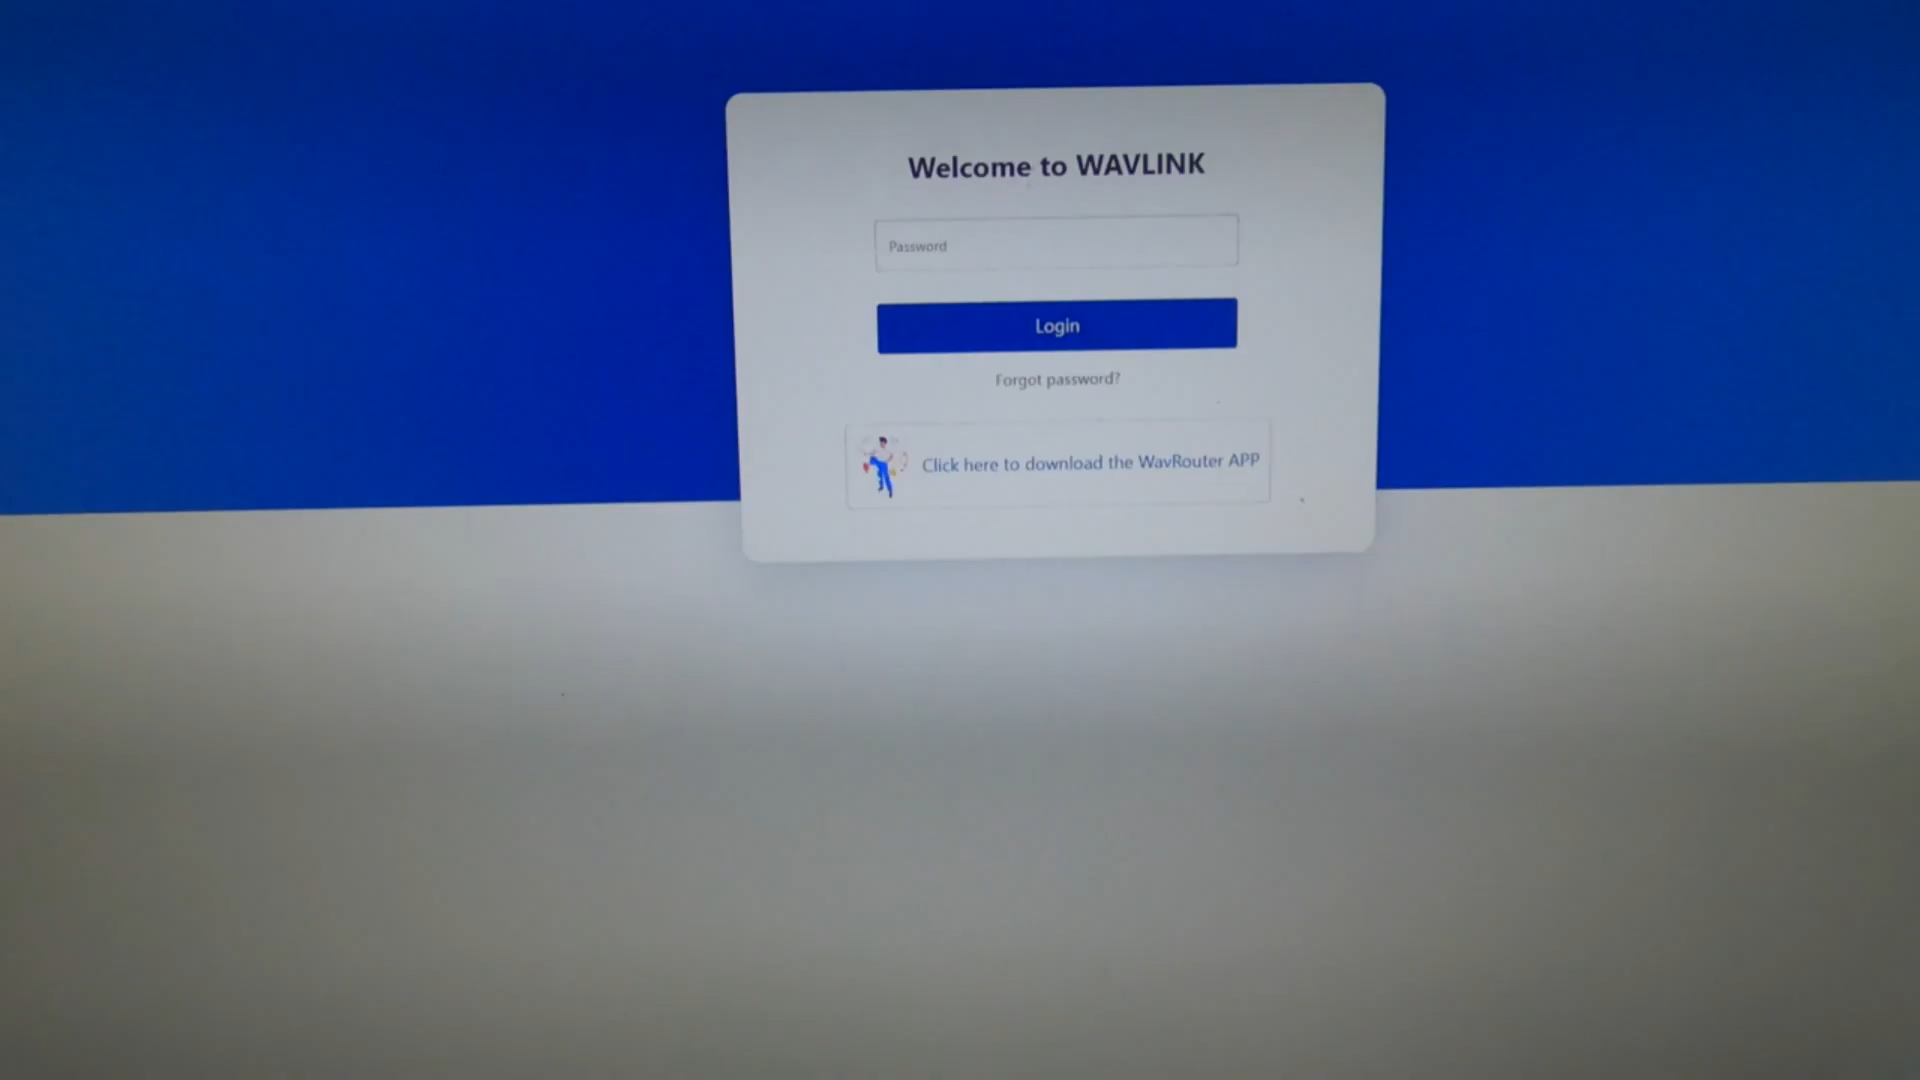 Welcome to WAVLINK
Password
Login
Forgot password?
Click here to download the WavRouter APP